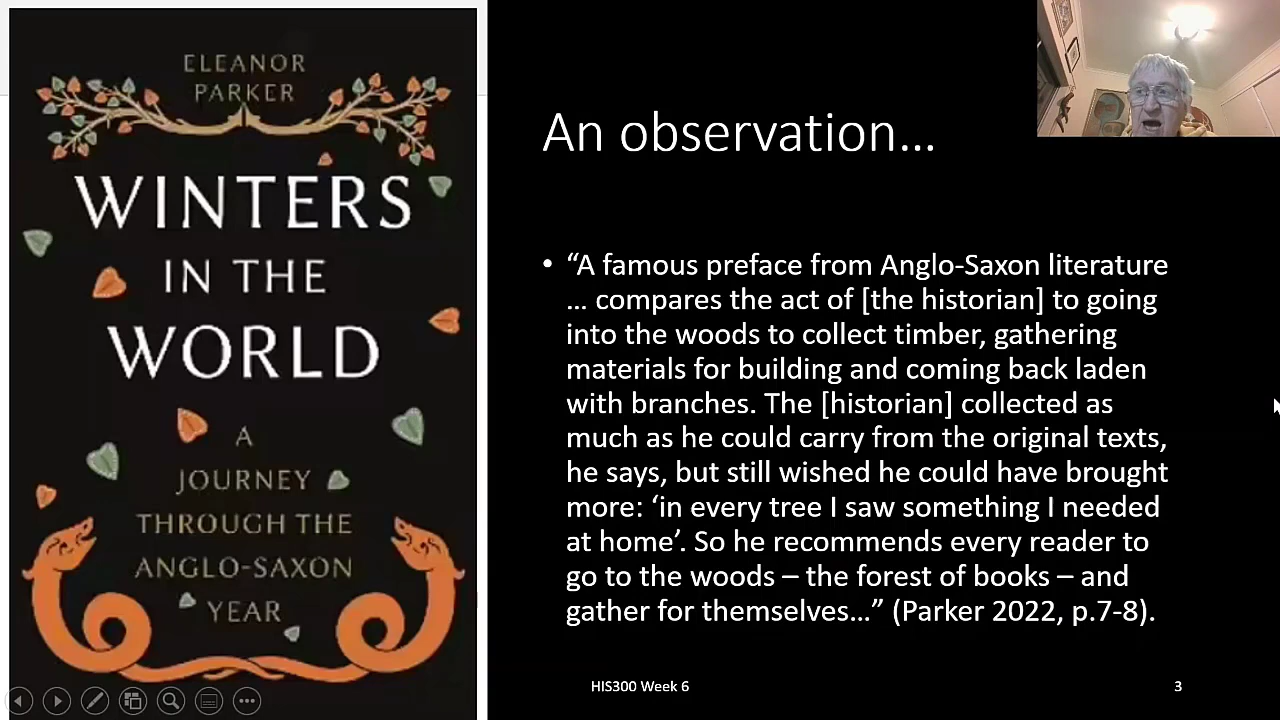 ELEANOR
PARKER
WINTERS
IN THE
WORLD
A
JOURNEY
THROUGH THE
ANGLO-SAXON
YEAR
An observation…
• “A famous preface from Anglo-Saxon literature
… compares the act of [the historian] to going
into the woods to collect timber, gathering
materials for building and coming back laden
with branches. The [historian] collected as
much as he could carry from the original texts,
he says, but still wished he could have brought
more: ‘in every tree I saw something I needed
at home’. So he recommends every reader to
go to the woods – the forest of books – and
gather for themselves…” (Parker 2022, p.7-8).
HIS300 Week 6
3